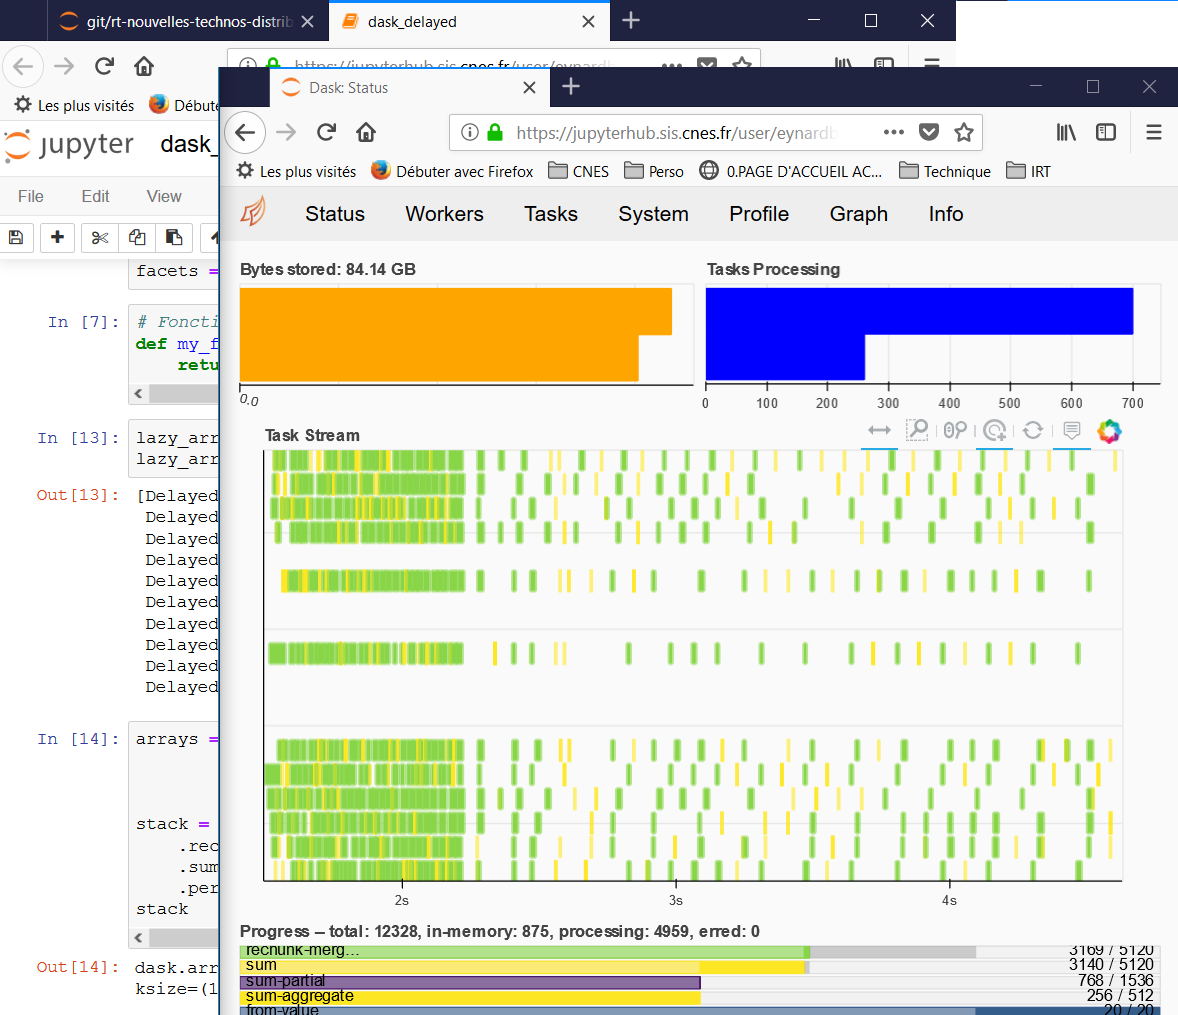 git/rt-nouvelles-technos-distrib
dask_delayed
https://jupyterhub.sis.cnes.fr/user/eynardb
Les plus visités
Débute
jupyter
dask_
File Edit View
facets =
In [7]: # Foncti
def my_f
retu
In [13]: lazy_arr
lazy_arr
Out[13]: [Delayed
Delayed
Delayed
Delayed
Delayed
Delayed
Delayed
Delayed
Delayed
Delayed
In [14]: arrays =
stack =
.rec
.sum
.per
stack
Out[14]: dask.arr
ksize=(1
Dask: Status
https://jupyterhub.sis.cnes.fr/user/eynardb
Les plus visités Débuter avec Firefox CNES Perso 0.PAGE D'ACCUEIL AC... Technique IRT
Status Workers Tasks System Profile Graph Info
Bytes stored: 84.14 GB
0.0
Tasks Processing
0 100 200 300 400 500 600 700
Task Stream
2s 3s 4s
Progress -- total: 12328, in-memory: 875, processing: 4959, erred: 0
rechunk-merg... 3169 / 5120
sum 3140 / 5120
sum-partial 768 / 1536
sum-aggregate 256 / 512
from-value 20 / 20